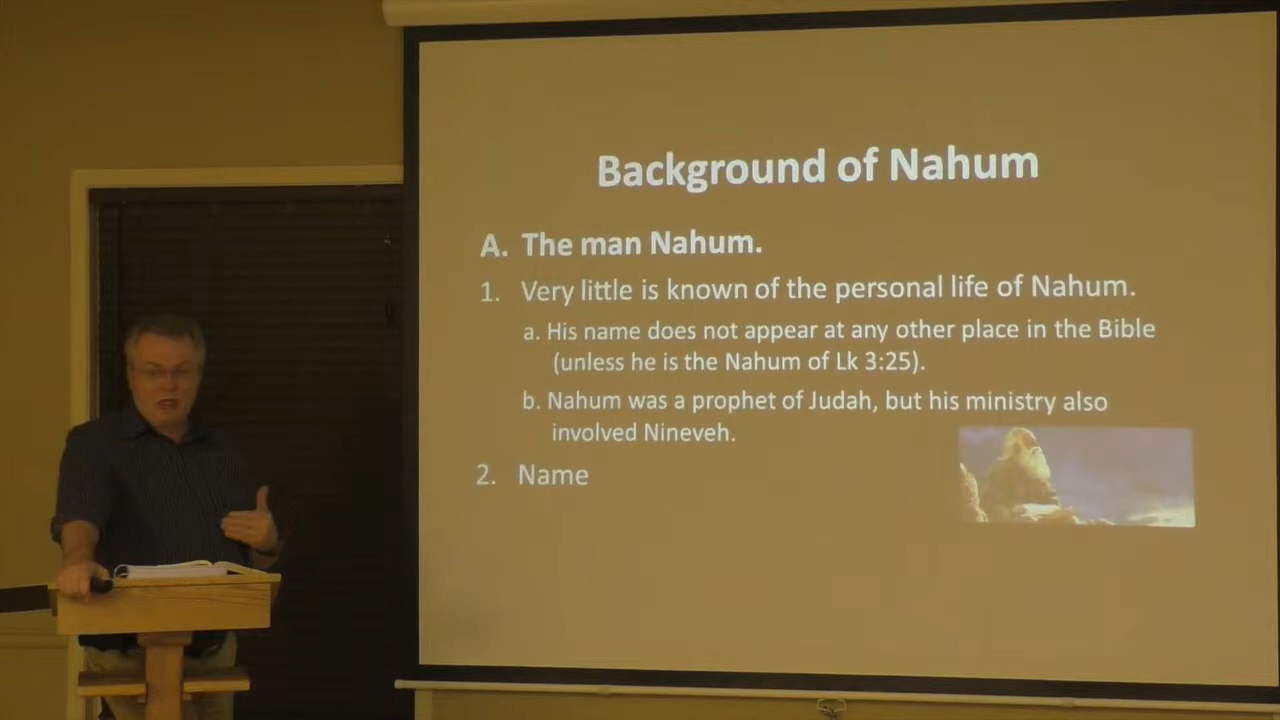 Background of Nahum
A. The man Nahum.
1. Very little is known of the personal life of Nahum.
a. His name does not appear at any other place in the Bible
(unless he is the Nahum of Lk 3:25).
b. Nahum was a prophet of Judah, but his ministry also
involved Nineveh.
2. Name